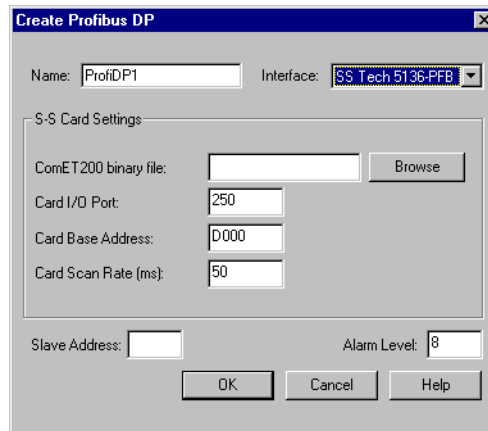 Create Profibus DP
Name: ProfiDP1 Interface: SS Tech 5136-PFB
S-S Card Settings
ComET200 binary file: Browse
Card I/O Port: 250
Card Base Address: D000
Card Scan Rate (ms): 50
Slave Address: Alarm Level: 8
OK Cancel Help